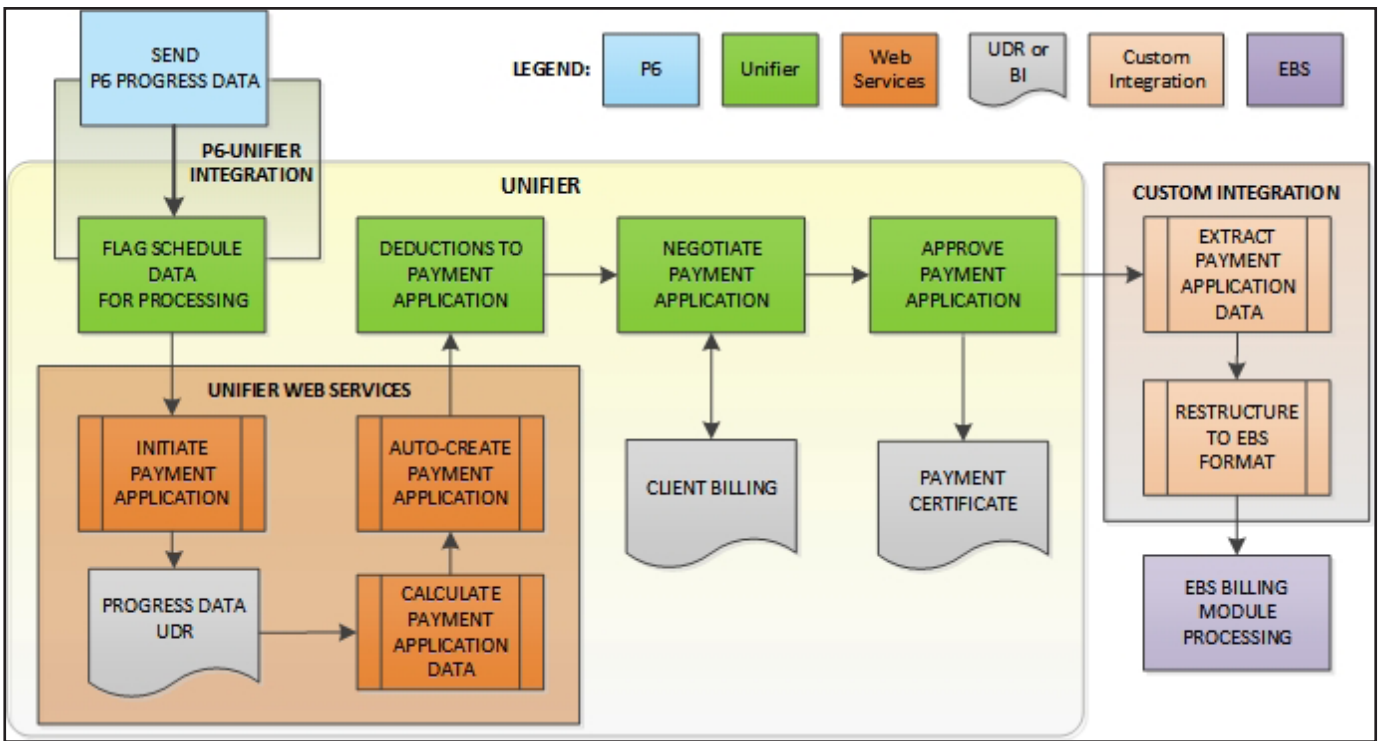 SEND
P6 PROGRESS DATA
LEGEND:
P6
Unifier
Web
Services
UDR or
BI
Custom
Integration
EBS
P6-UNIFIER
INTEGRATION
UNIFIER
CUSTOM INTEGRATION
FLAG SCHEDULE
DATA
FOR PROCESSING
DEDUCTIONS TO
PAYMENT
APPLICATION
NEGOTIATE
PAYMENT
APPLICATION
APPROVE
PAYMENT
APPLICATION
EXTRACT
PAYMENT
APPLICATION
DATA
UNIFIER WEB SERVICES
INITIATE
PAYMENT
APPLICATION
AUTO-CREATE
PAYMENT
APPLICATION
CLIENT BILLING
PAYMENT
CERTIFICATE
RESTRUCTURE
TO EBS
FORMAT
PROGRESS DATA
UDR
CALCULATE
PAYMENT
APPLICATION
DATA
EBS BILLING
MODULE
PROCESSING